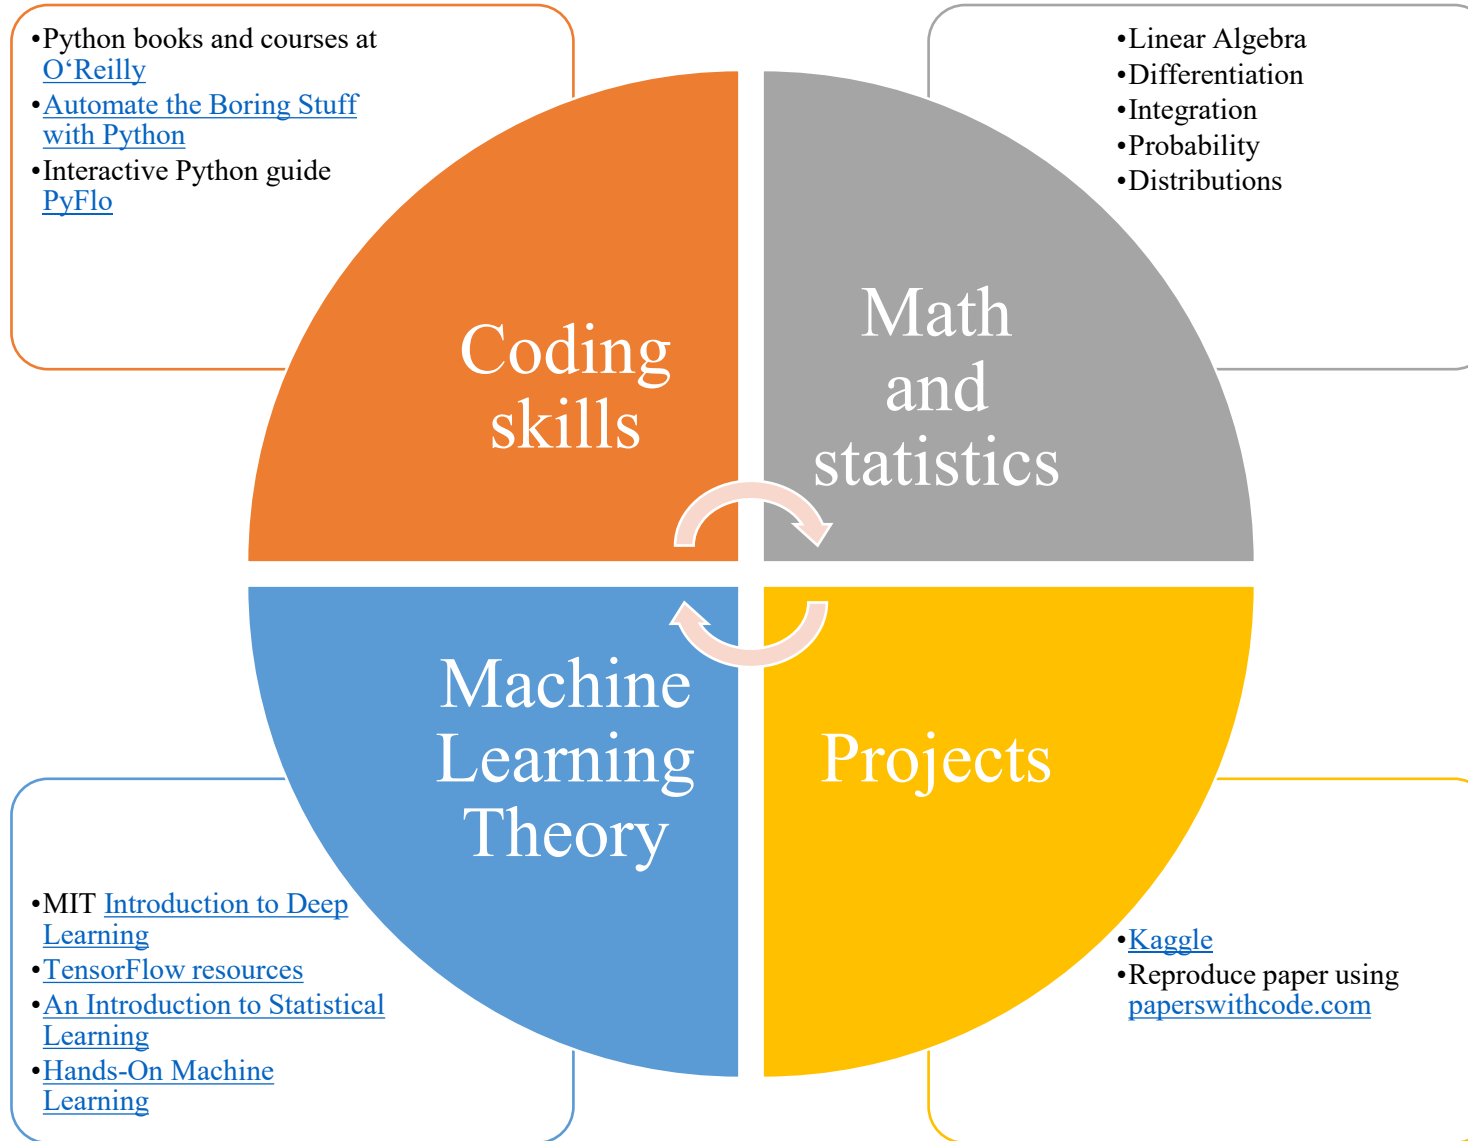 •Python books and courses at
O‘Reilly
•Automate the Boring Stuff
with Python
•Interactive Python guide
PyFlo
•Linear Algebra
•Differentiation
•Integration
•Probability
•Distributions
Coding
skills
Math
and
statistics
Machine
Learning
Theory
Projects
•MIT Introduction to Deep
Learning
•TensorFlow resources
•An Introduction to Statistical
Learning
•Hands-On Machine
Learning
•Kaggle
•Reproduce paper using
paperswithcode.com